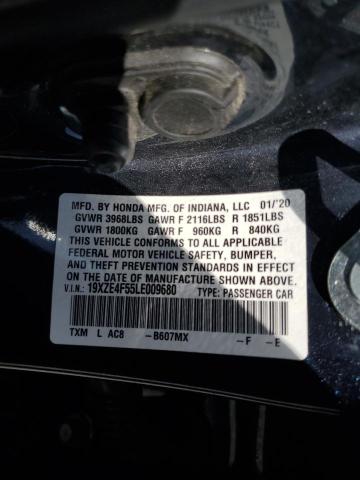 MFD. BY HONDA MFG. OF INDIANA, LLC 01/'20
GVWR 3968LBS GAWR F 2116LBS R 1851LBS
GVWR 1800KG GAWR F 960KG R 840KG
THIS VEHICLE CONFORMS TO ALL APPLICABLE
FEDERAL MOTOR VEHICLE SAFETY, BUMPER,
AND THEFT PREVENTION STANDARDS IN EFFECT
ON THE DATE OF MANUFACTURE SHOWN ABOVE.
V.I.N.: 19XZE4F55LE009680 TYPE: PASSENGER CAR
TXM L AC8 -B607MX -F -E